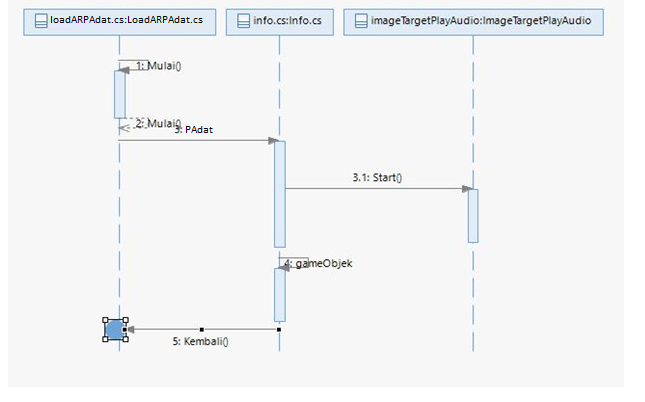 loadARPAdat.cs:LoadARPAdat.cs
info.cs:Info.cs
imageTargetPlayAudio:ImageTargetPlayAudio
1: Mulai()
2: Mulai()
3: PAdat
3.1: Start()
4: gameObjek
5: Kembali()